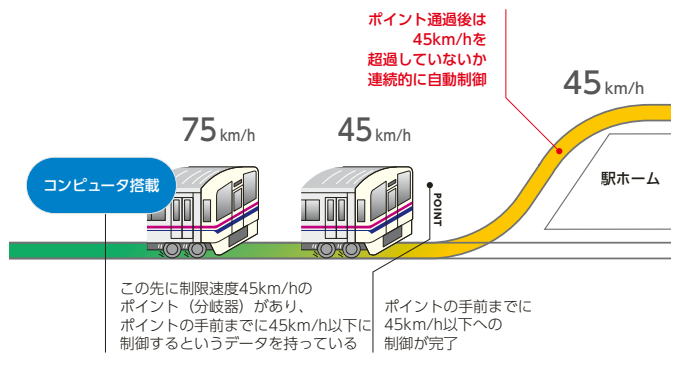 ポイント通過後は
45km/hを
超過していないか
連続的に自動制御
45km/h
75km/h
45km/h
コンピュータ搭載
駅ホーム
POINT
この先に制限速度45km/hの
ポイント（分岐器）があり、
ポイントの手前までに45km/h以下に
制御するというデータを持っている
ポイントの手前までに
45km/h以下への
制御が完了